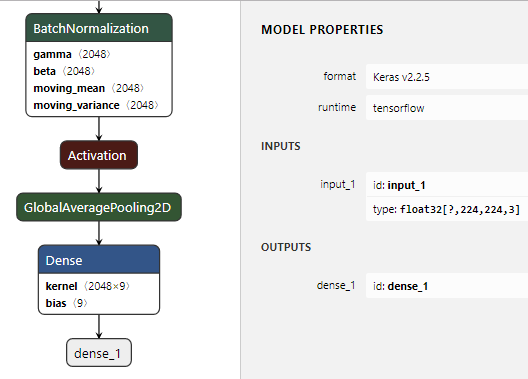 BatchNormalization
gamma ⟨2048⟩
beta ⟨2048⟩
moving_mean ⟨2048⟩
moving_variance ⟨2048⟩
Activation
GlobalAveragePooling2D
Dense
kernel ⟨2048×9⟩
bias ⟨9⟩
dense_1
MODEL PROPERTIES
format Keras v2.2.5
runtime tensorflow
INPUTS
input_1 id: input_1
type: float32[?,224,224,3]
OUTPUTS
dense_1 id: dense_1